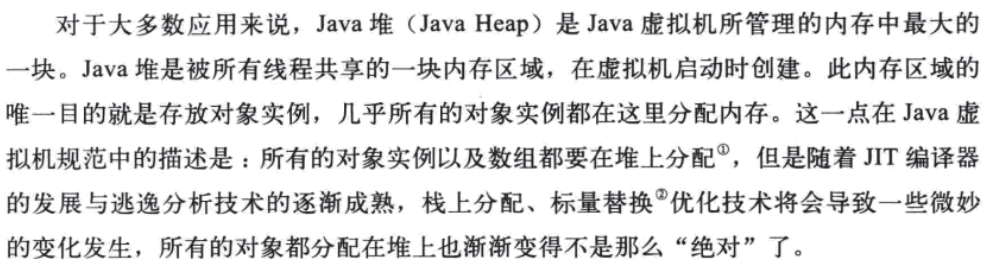 对于大多数应用来说，Java 堆（Java Heap）是 Java 虚拟机所管理的内存中最大的
一块。Java 堆是被所有线程共享的一块内存区域，在虚拟机启动时创建。此内存区域的
唯一目的就是存放对象实例，几乎所有的对象实例都在这里分配内存。这一点在 Java 虚
拟机规范中的描述是：所有的对象实例以及数组都要在堆上分配①，但是随着 JIT 编译器
的发展与逃逸分析技术的逐渐成熟，栈上分配、标量替换②优化技术将会导致一些微妙
的变化发生，所有的对象都分配在堆上也渐渐变得不是那么“绝对”了。